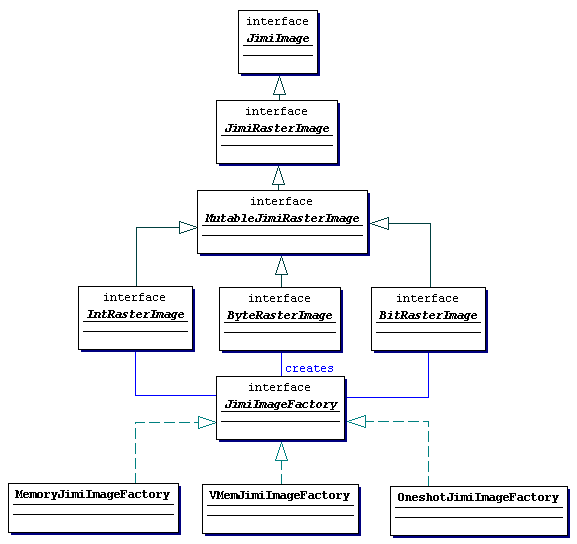 interface
JimiImage
interface
JimiRasterImage
interface
MutableJimiRasterImage
interface
IntRasterImage
interface
ByteRasterImage
interface
BitRasterImage
creates
interface
JimiImageFactory
MemoryJimiImageFactory
VMemJimiImageFactory
OneshotJimiImageFactory